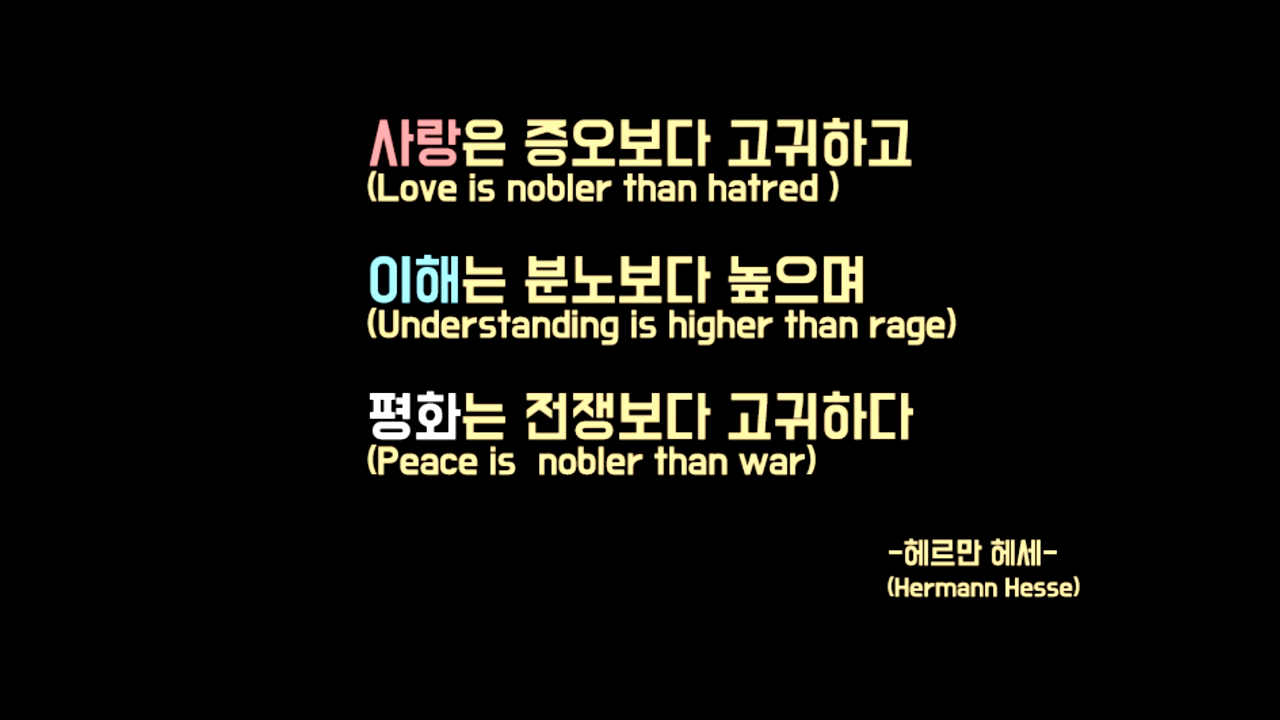 사랑은 증오보다 고귀하고
(Love is nobler than hatred )
이해는 분노보다 높으며
(Understanding is higher than rage)
평화는 전쟁보다 고귀하다
(Peace is  nobler than war)
-헤르만 헤세-
(Hermann Hesse)